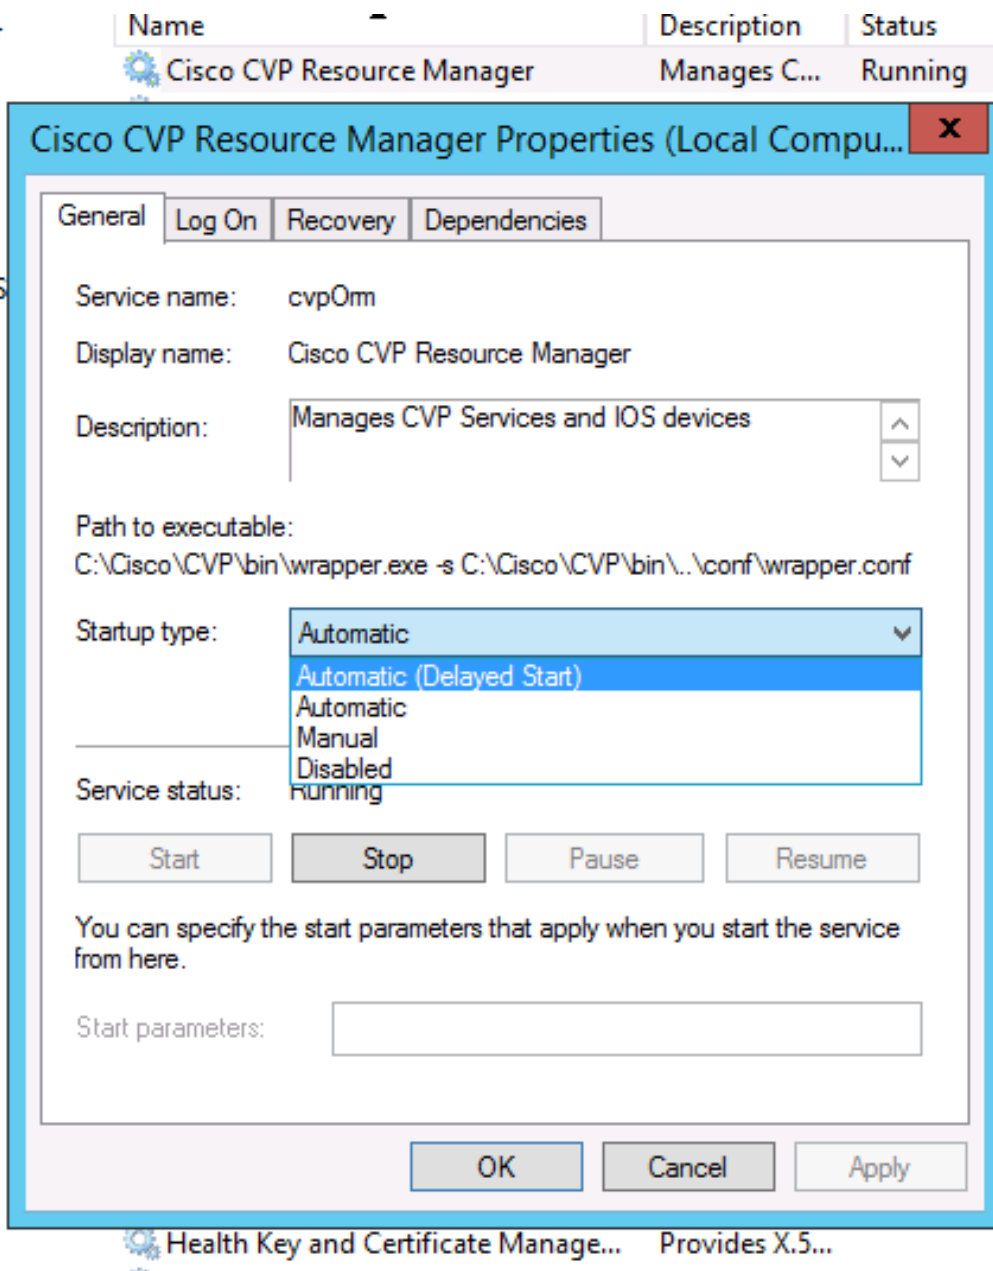 Name Description Status
Cisco CVP Resource Manager Manages C... Running
Cisco CVP Resource Manager Properties (Local Compu... x
General Log On Recovery Dependencies
Service name: cvpOrm
Display name: Cisco CVP Resource Manager
Description: Manages CVP Services and IOS devices
Path to executable:
C:\Cisco\CVP\bin\wrapper.exe -s C:\Cisco\CVP\bin\..\conf\wrapper.conf
Startup type: Automatic
Automatic (Delayed Start)
Automatic
Manual
Disabled
Service status: Running
Start Stop Pause Resume
You can specify the start parameters that apply when you start the service
from here.
Start parameters:
OK Cancel Apply
Health Key and Certificate Manage... Provides X.5...